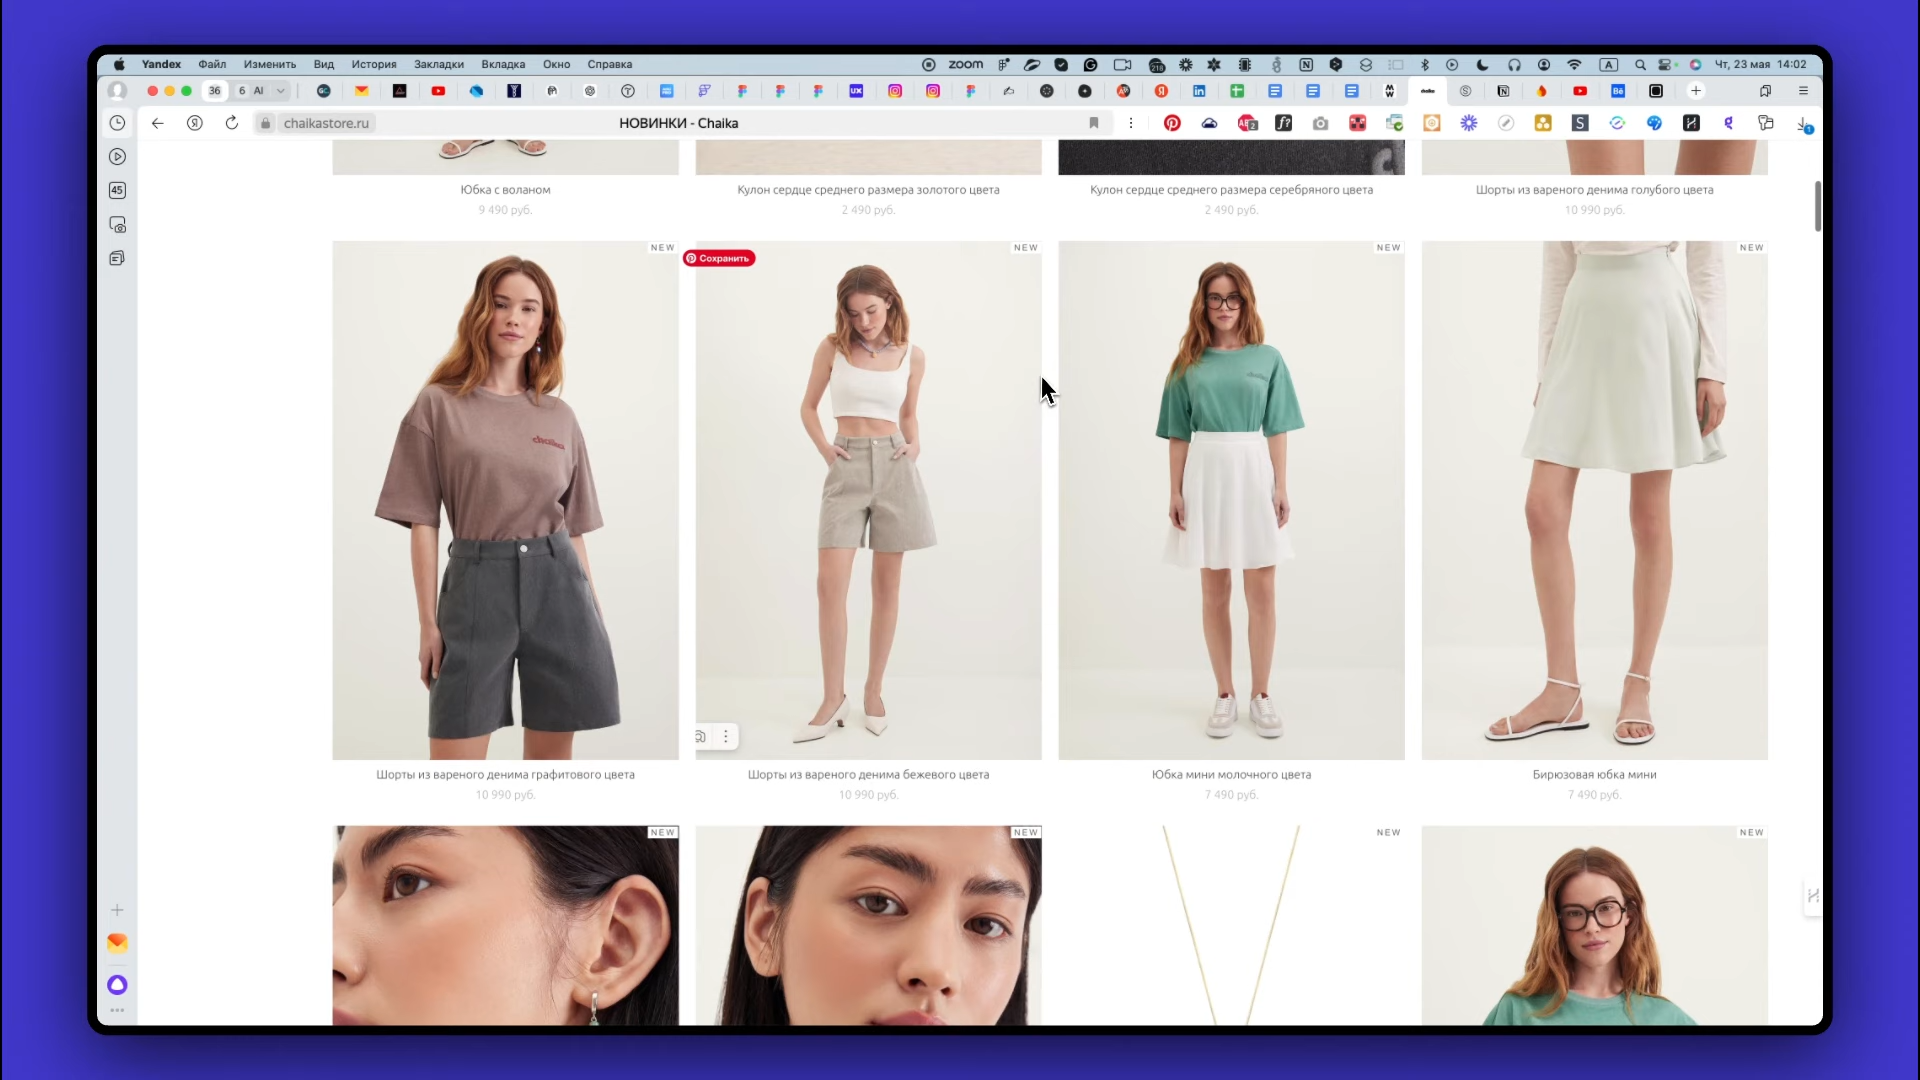 Yandex Файл Изменить Вид История Закладки Вкладка Окно Справка zoom Чт, 23 мая 14:02
36 6 AI
chaikastore.ru НОВИНКИ - Chaika
45
Юбка с воланом
9 490 руб.
Кулон сердце среднего размера золотого цвета
2 490 руб.
Кулон сердце среднего размера серебряного цвета
2 490 руб.
Шорты из вареного денима голубого цвета
10 990 руб.
NEW
Сохранить
NEW
NEW
NEW
chaika
Шорты из вареного денима графитового цвета
10 990 руб.
Шорты из вареного денима бежевого цвета
10 990 руб.
Юбка мини молочного цвета
7 490 руб.
Бирюзовая юбка мини
7 490 руб.
NEW
NEW
NEW
NEW